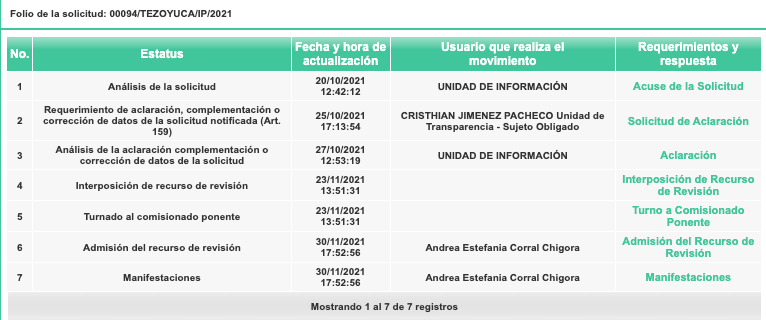 Folio de la solicitud: 00094/TEZOYUCA/IP/2021
No. Estatus Fecha y hora de actualización Usuario que realiza el movimiento Requerimientos y respuesta
1 Análisis de la solicitud 20/10/2021 12:42:12 UNIDAD DE INFORMACIÓN Acuse de la Solicitud
2 Requerimiento de aclaración, complementación o corrección de datos de la solicitud notificada (Art. 159) 25/10/2021 17:13:54 CRISTHIAN JIMENEZ PACHECO Unidad de Transparencia - Sujeto Obligado Solicitud de Aclaración
3 Análisis de la aclaración complementación o corrección de datos de la solicitud 27/10/2021 12:53:19 UNIDAD DE INFORMACIÓN Aclaración
4 Interposición de recurso de revisión 23/11/2021 13:51:31 Interposición de Recurso de Revisión
5 Turnado al comisionado ponente 23/11/2021 13:51:31 Turno a Comisionado Ponente
6 Admisión del recurso de revisión 30/11/2021 17:52:56 Andrea Estefania Corral Chigora Admisión del Recurso de Revisión
7 Manifestaciones 30/11/2021 17:52:56 Andrea Estefania Corral Chigora Manifestaciones
Mostrando 1 al 7 de 7 registros